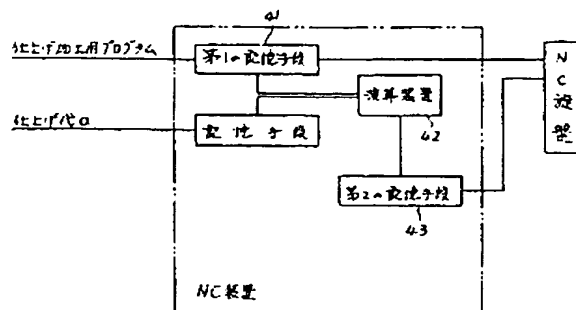 41
仕上げ加工用プログラム
第1の記憶手段
演算装置
42
仕上げ代α
記憶手段
第2の記憶手段
43
NC装置
NC旋盤